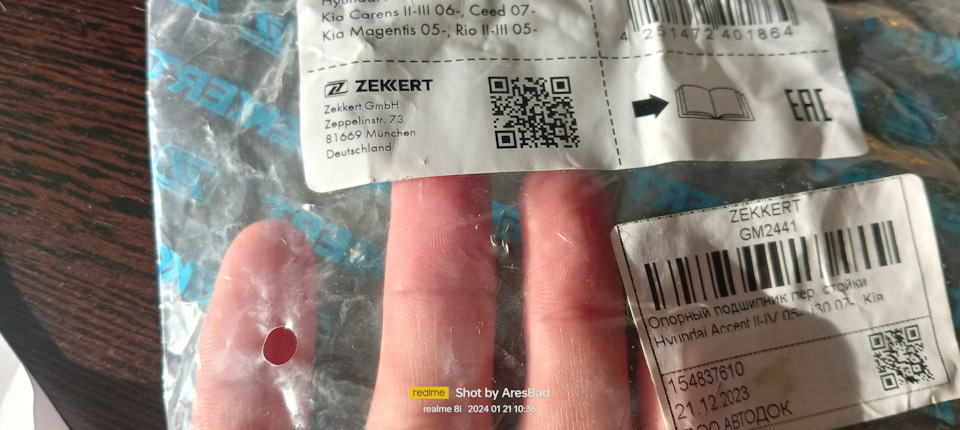 Hyundai
Kia Carens II-III 06-, Ceed 07-
Kia Magentis 05-, Rio II-III 05-
4 251472 401864
ZEKKERT
Zekkert GmbH
Zeppelinstr. 73
81669 München
Deutschland
EAC
ZEKKERT
GM2441
Опорный подшипник пер. стойки
Hyundai Accent II-IV 05-, i30 07-, Kia
154837610
21.12.2023
ООО АВТОДОК
ZEKKERT
realme Shot by AresBad
realme 8i 2024 01 21 10:36